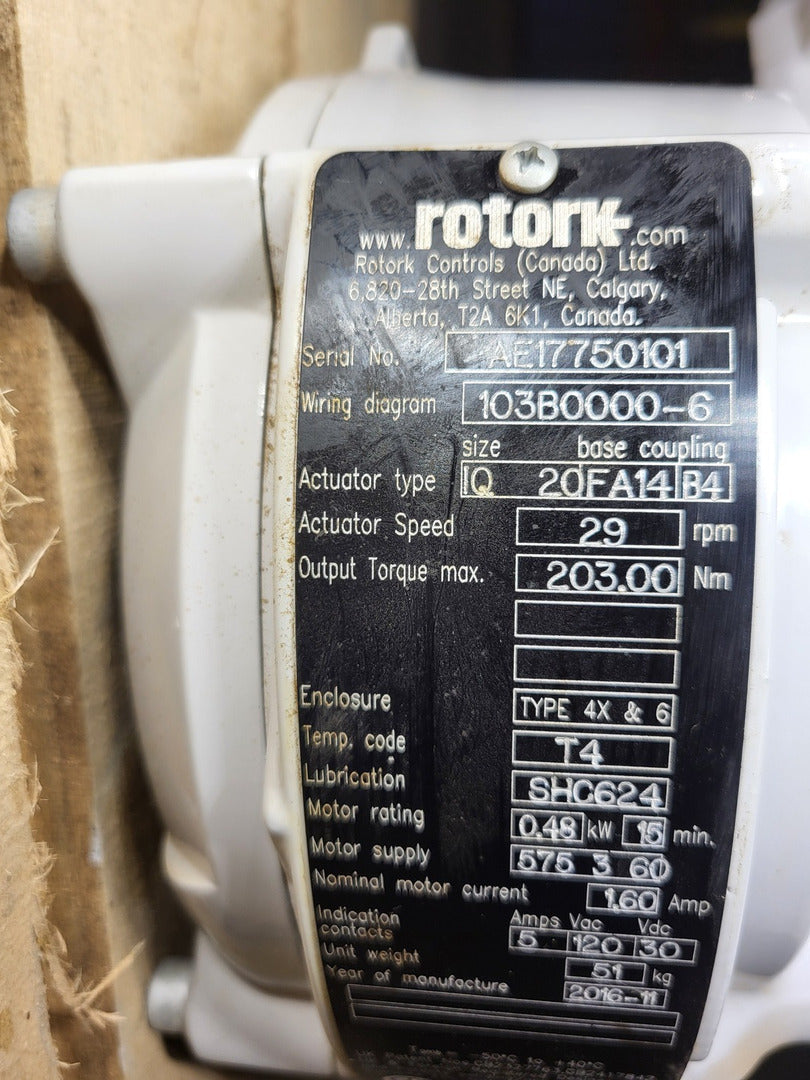 www.rotork.com
Rotork Controls (Canada) Ltd.
6,820-28th Street NE, Calgary,
Alberta, T2A 6K1, Canada.
Serial No. AE17750101
Wiring diagram 103B0000-6
size base coupling
Actuator type IQ 20FA14 B4
Actuator Speed 29 rpm
Output Torque max. 203.00 Nm
Enclosure TYPE 4X & 6
Temp. code T4
Lubrication SHC624
Motor rating 0.48 kW 15 min.
Motor supply 575 3 60
Nominal motor current 1.60 Amp
Amps Vac Vdc
Indication contacts 5 120 30
Unit weight 51 kg
Year of manufacture 2016-11
-50°C to +40°C